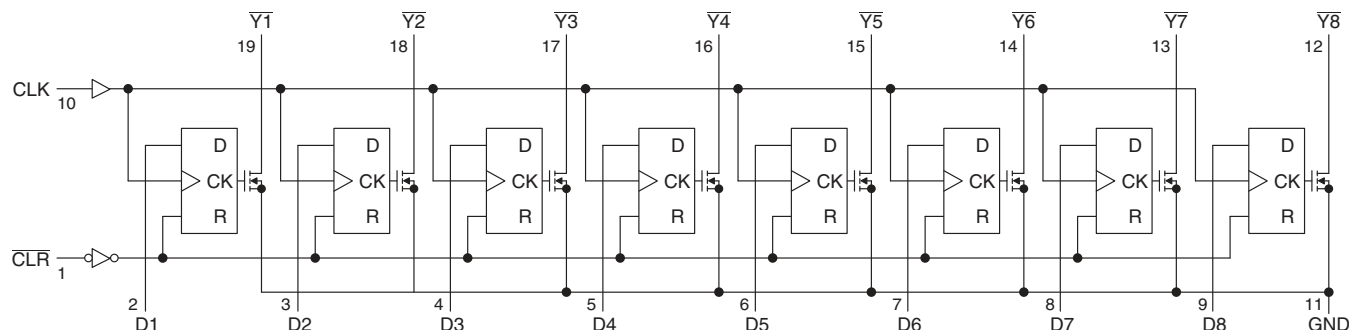 Y1 Y2 Y3 Y4 Y5 Y6 Y7 Y8
19 18 17 16 15 14 13 12
CLK
10
D D D D D D D D
CK CK CK CK CK CK CK CK
R R R R R R R R
CLR
1
2 3 4 5 6 7 8 9 11
D1 D2 D3 D4 D5 D6 D7 D8 GND